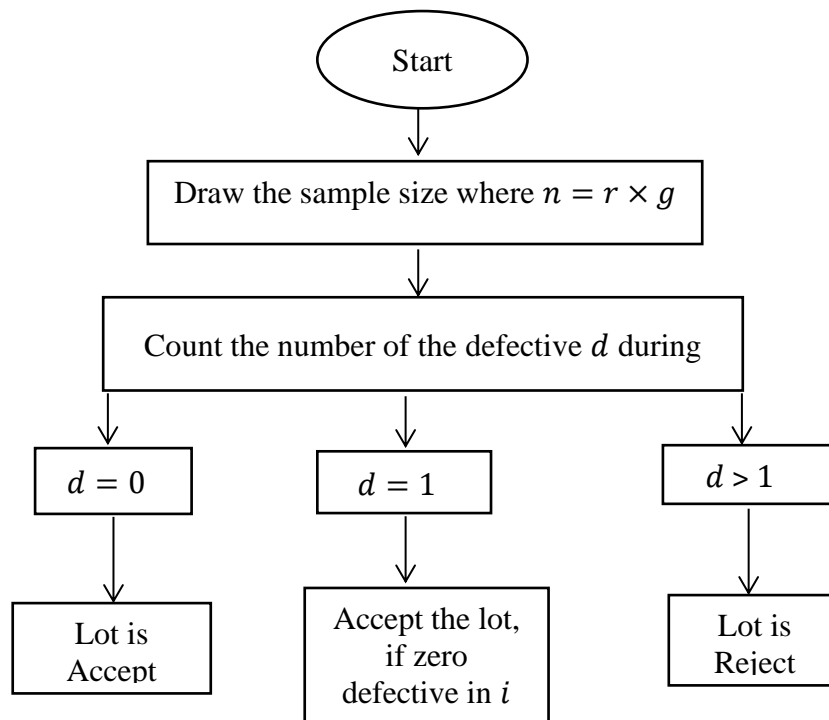 Start
Draw the sample size where 𝑛 = 𝑟 × 𝑔
Count the number of the defective 𝑑 during
𝑑 = 0
𝑑 = 1
𝑑 > 1
Lot is
Accept
Accept the lot,
if zero
defective in 𝑖
Lot is
Reject